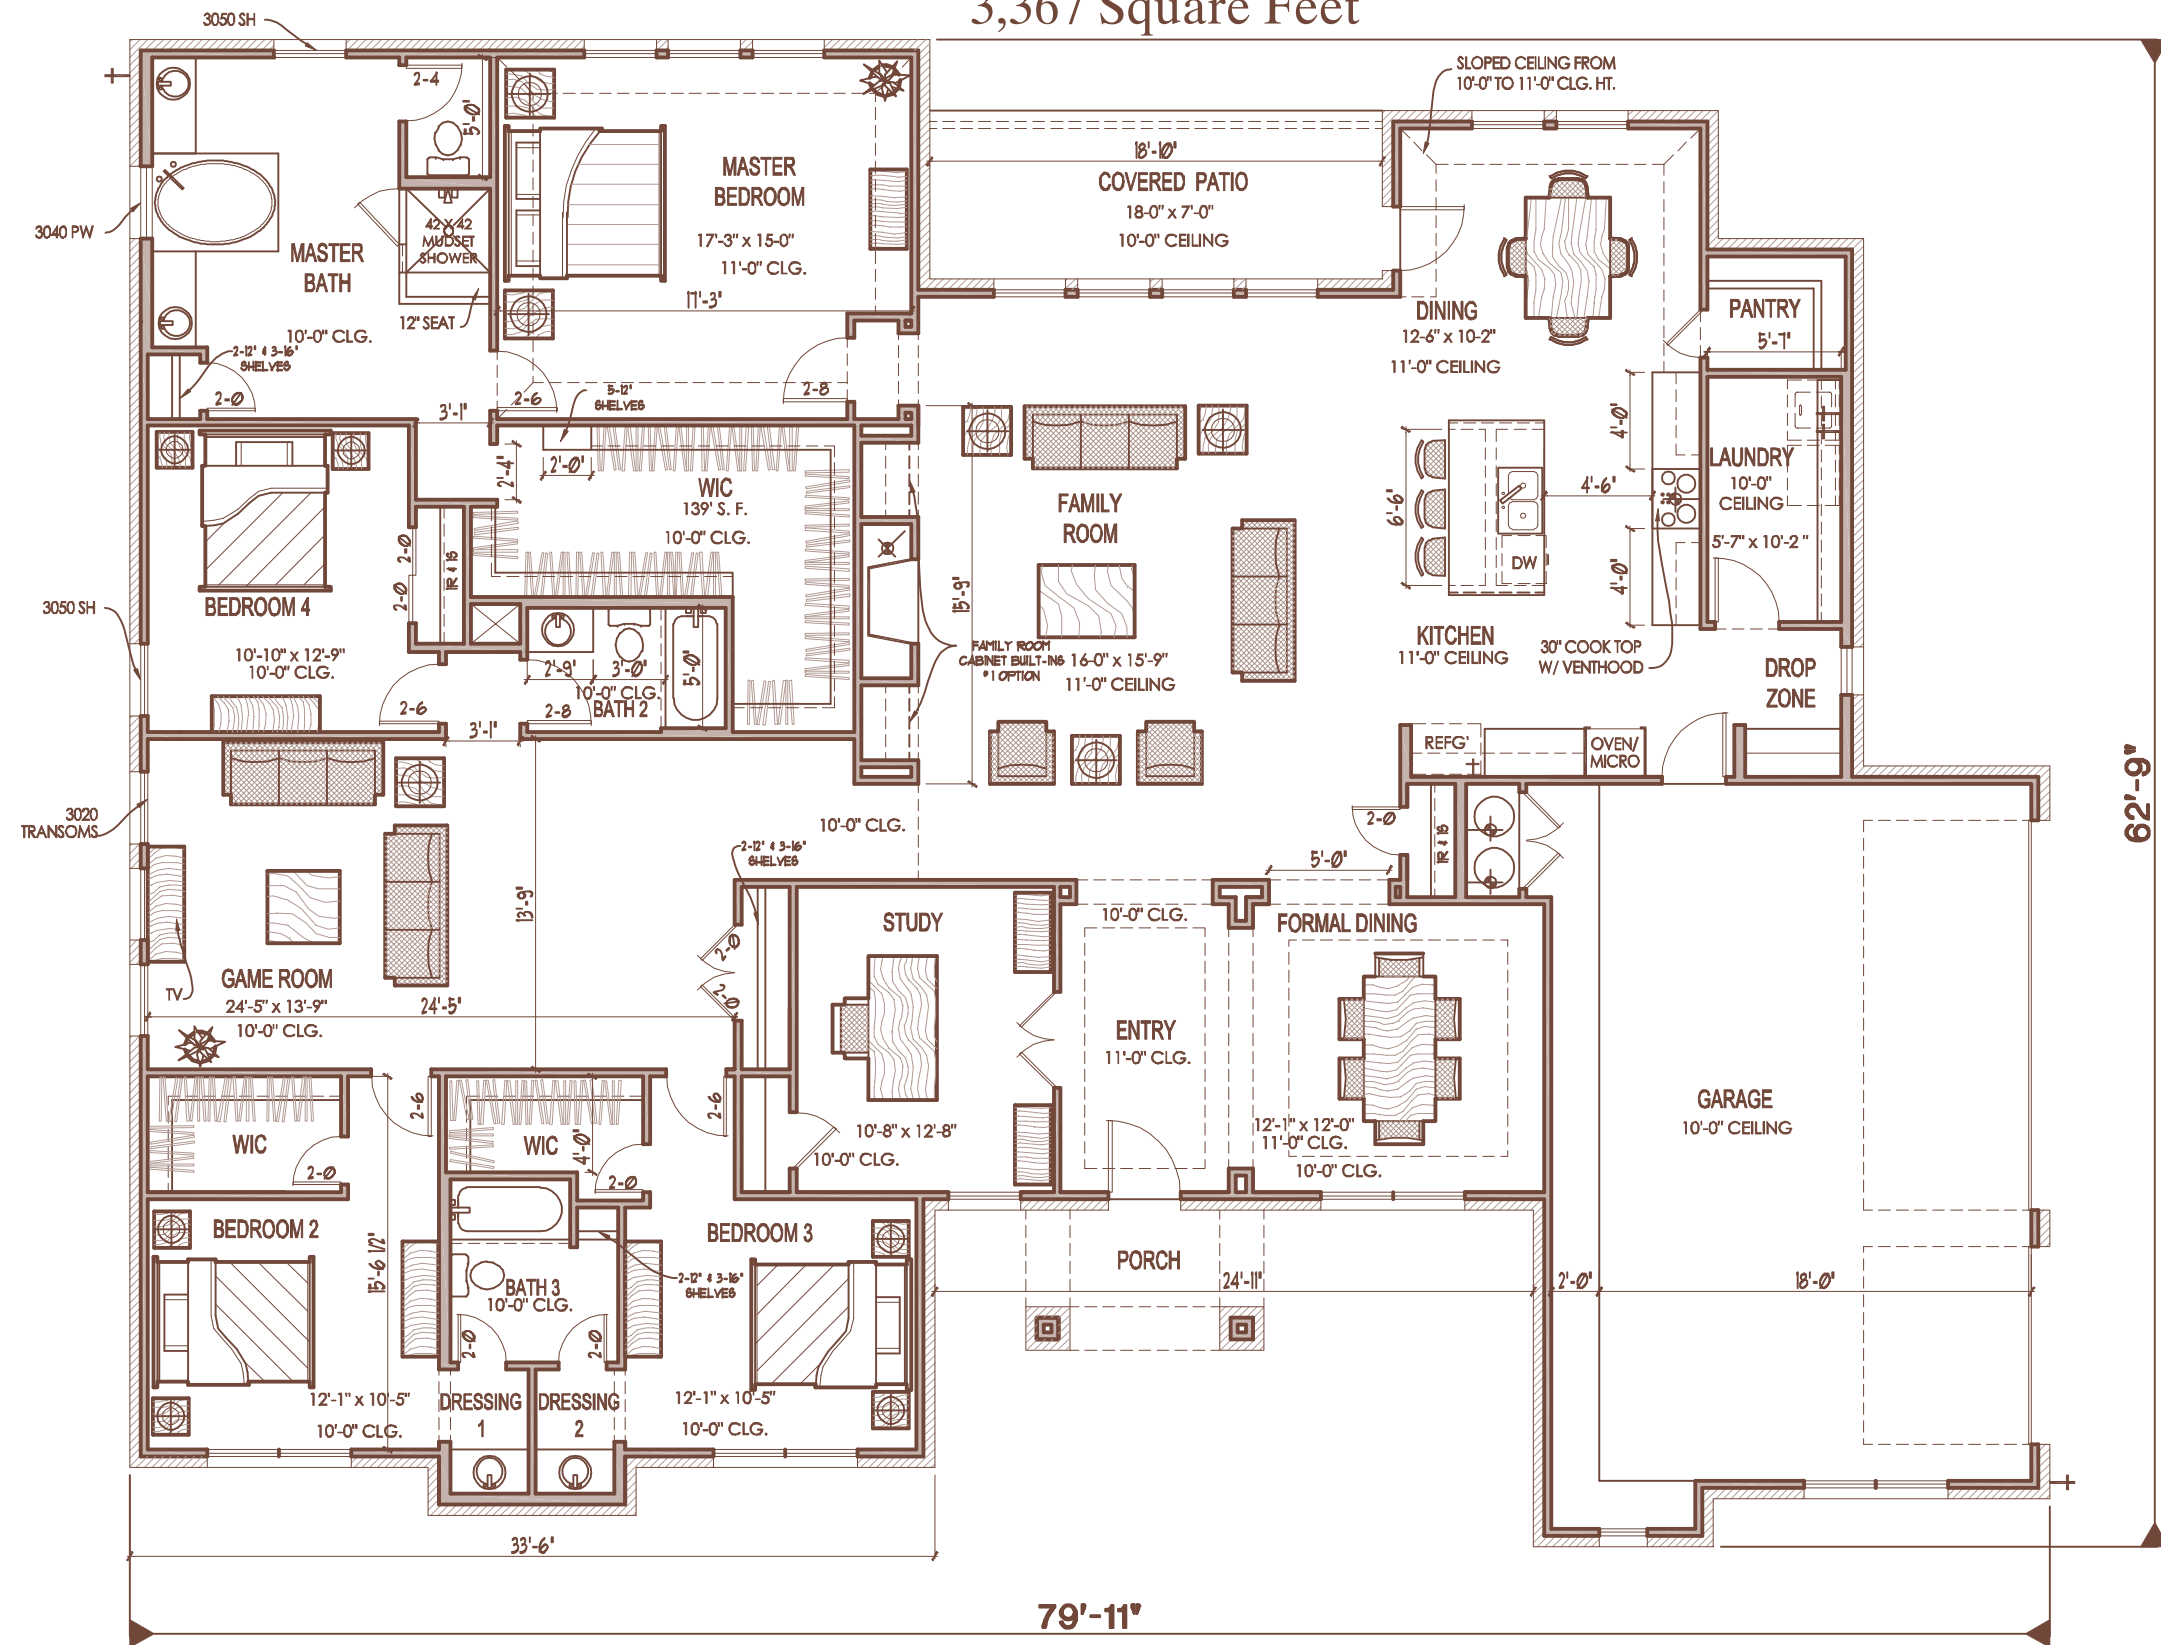 3,367 Square Feet
3050 SH
SLOPED CEILING FROM
10'-0" TO 11'-0" CLG. HT.
2-4
5'-0"
18'-10"
MASTER
BEDROOM
17'-3" x 15-0"
11'-0" CLG.
17'-3"
COVERED PATIO
18-0" x 7'-0"
10'-0" CEILING
3040 PW
42 X 42
MUDSET
SHOWER
MASTER
BATH
10'-0" CLG.
12" SEAT
DINING
12-6" x 10-2"
11'-0" CEILING
PANTRY
5'-7"
2-12" & 3-16"
SHELVES
2-0
3'-1"
2-6
5-12"
SHELVES
2-8
2'-4"
2'-0"
WIC
139' S. F.
10'-0" CLG.
4'-0"
LAUNDRY
10'-0"
CEILING
5'-7" x 10'-2 "
FAMILY
ROOM
6'-6"
4'-6"
DW
4'-0"
2-0
2-0
1R & 1S
15'-9"
BEDROOM 4
10'-10" x 12'-9"
10'-0" CLG.
3050 SH
2-6
2'-9"
3'-0"
5'-0"
10'-0" CLG.
BATH 2
2-8
3'-1"
FAMILY ROOM
CABINET BUILT-INS
#1 OPTION
16-0" x 15'-9"
11'-0" CEILING
KITCHEN
11'-0" CEILING
30" COOK TOP
W/ VENTHOOD
DROP
ZONE
REFG'
OVEN/
MICRO
62'-9"
3020
TRANSOMS
10'-0" CLG.
2-12" & 3-16"
SHELVES
2-0
1R & 1S
5'-0"
13'-9"
2-0
2-0
STUDY
10'-0" CLG.
FORMAL DINING
GAME ROOM
24'-5" x 13'-9"
10'-0" CLG.
24'-5"
TV
ENTRY
11'-0" CLG.
GARAGE
10'-0" CEILING
2-6
2-6
WIC
2-0
WIC
4'-0"
2-0
10'-8" x 12'-8"
10'-0" CLG.
12'-1" x 12'-0"
11'-0" CLG.
10'-0" CLG.
BEDROOM 2
15'-6 1/2"
BEDROOM 3
PORCH
24'-11"
2'-0"
18'-0"
BATH 3
10'-0" CLG.
2-12" & 3-16"
SHELVES
2-0
2-0
12'-1" x 10'-5"
10'-0" CLG.
DRESSING
1
DRESSING
2
12'-1" x 10'-5"
10'-0" CLG.
33'-6"
79'-11"